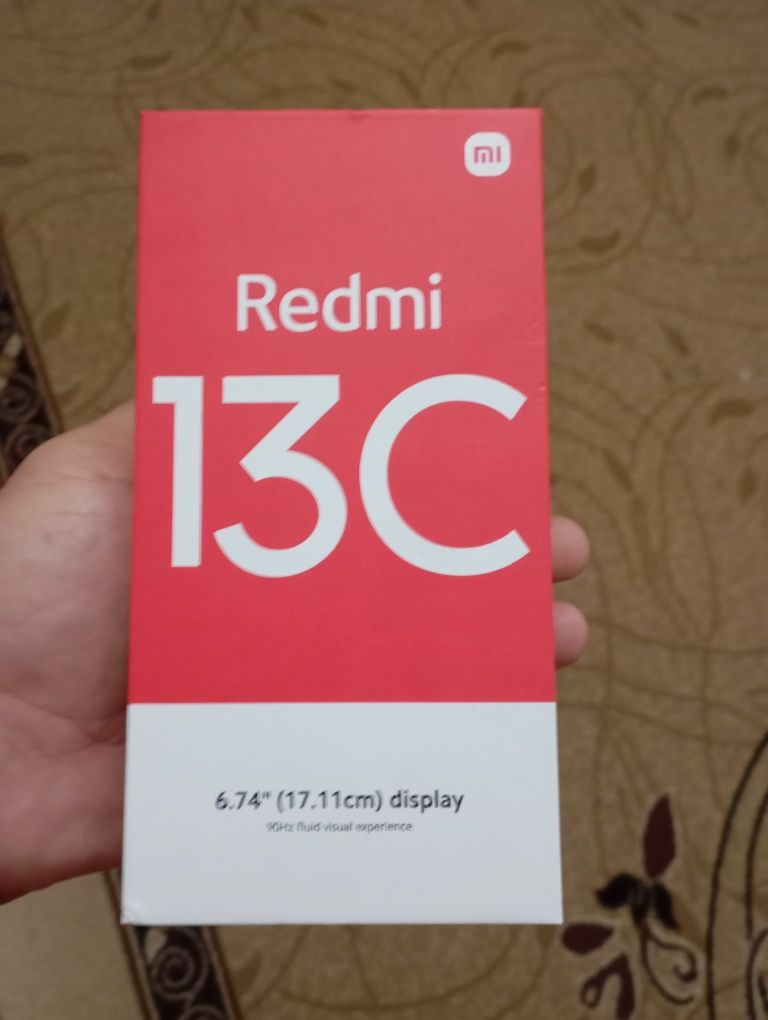 mi
Redmi
13C
6.74" (17.11cm) display
90Hz fluid visual experience